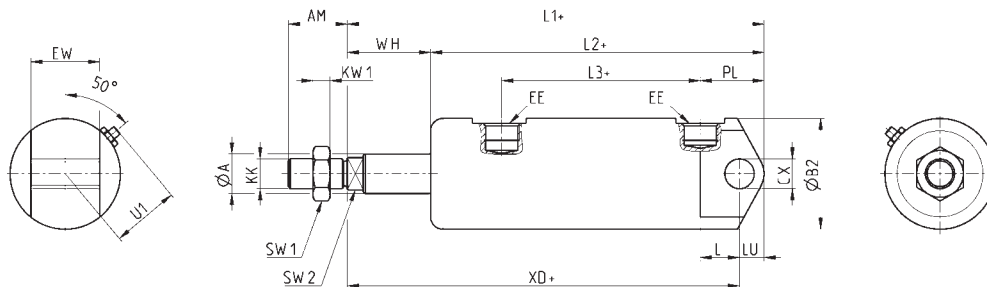 AM
L1+
WH
L2+
EW
KW1
L3+
PL
50°
EE
EE
ØA
KK
CX
ØB2
U1
SW1
L
LU
SW2
XD+